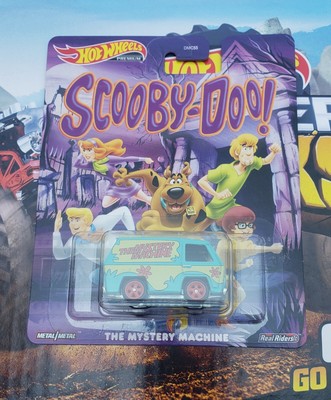 HOT WHEELS
PREMIUM
SCOOBY-DOO!
THE MYSTERY
MACHINE
METAL/METAL
THE MYSTERY MACHINE
Real Riders
GO